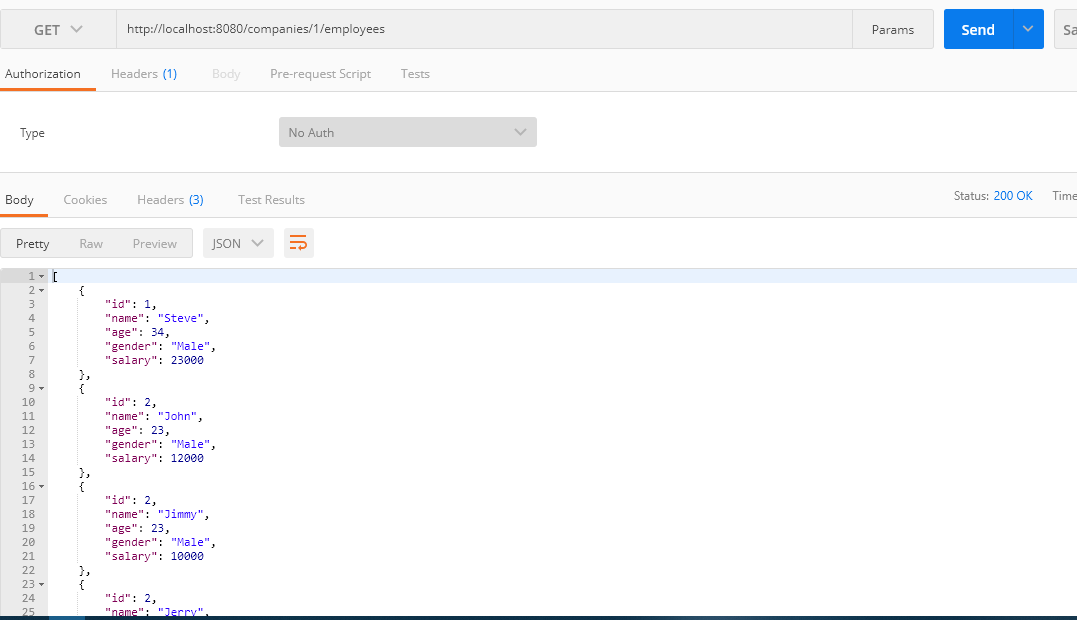 GET http://localhost:8080/companies/1/employees Params Send Sa
Authorization Headers (1) Body Pre-request Script Tests
Type No Auth
Body Cookies Headers (3) Test Results Status: 200 OK Time
Pretty Raw Preview JSON
1 [
2 {
3 "id": 1,
4 "name": "Steve",
5 "age": 34,
6 "gender": "Male",
7 "salary": 23000
8 },
9 {
10 "id": 2,
11 "name": "John",
12 "age": 23,
13 "gender": "Male",
14 "salary": 12000
15 },
16 {
17 "id": 2,
18 "name": "Jimmy",
19 "age": 23,
20 "gender": "Male",
21 "salary": 10000
22 },
23 {
24 "id": 2,
25 "name": "Jerry",